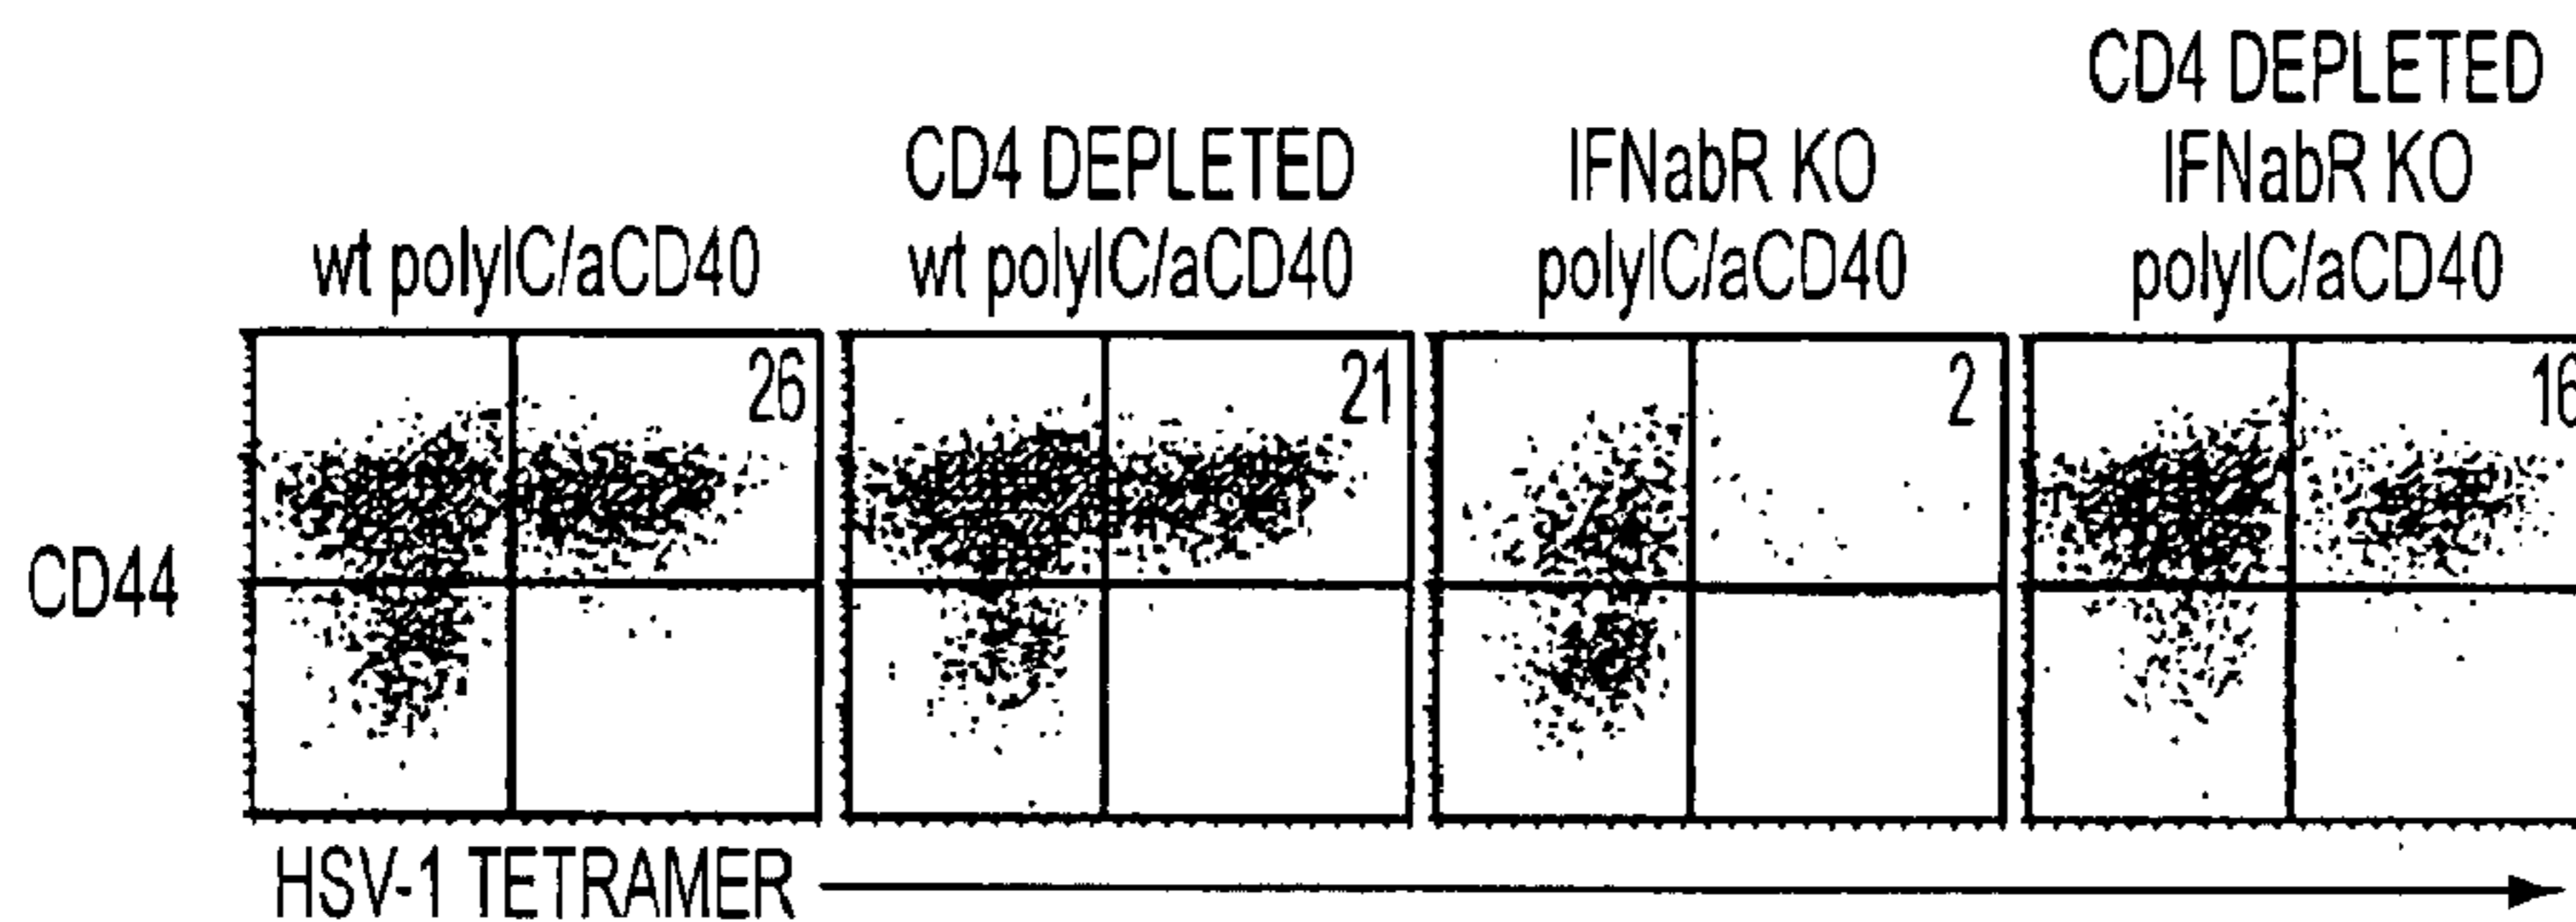 wt polyIC/aCD40
CD4 DEPLETED
wt polyIC/aCD40
IFNabR KO
polyIC/aCD40
CD4 DEPLETED
IFNabR KO
polyIC/aCD40
26
21
2
16
CD44
HSV-1 TETRAMER